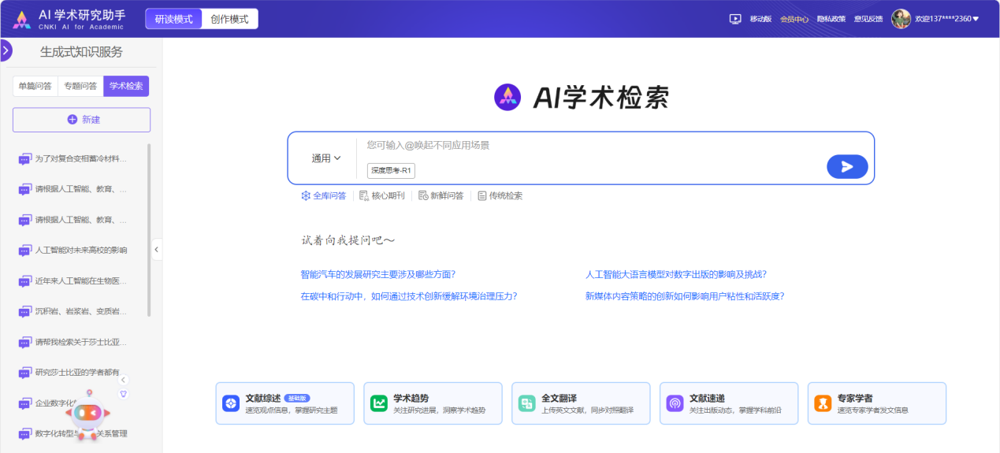 AI 学术研究助手
CNKI AI for Academic
研读模式 创作模式
移动版 会员中心 隐私政策 意见反馈 欢迎137****2360
生成式知识服务
单篇问答 专题问答 学术检索
新建
为了对复合变相蓄冷材料...
请根据人工智能、教育、...
请根据人工智能、教育、...
人工智能对未来高校的影响
近年来人工智能在生物医...
沉积岩、岩浆岩、变质岩...
请帮我检索关于莎士比亚...
研究莎士比亚的学者都有
企业数字化
数字化转型与 关系管理
AI学术检索
通用
您可输入@唤起不同应用场景
深度思考-R1
全库问答 核心期刊 新鲜问答 传统检索
试着向我提问吧～
智能汽车的发展研究主要涉及哪些方面？
人工智能大语言模型对数字出版的影响及挑战？
在碳中和行动中，如何通过技术创新缓解环境治理压力？
新媒体内容策略的创新如何影响用户粘性和活跃度？
文献综述 基础版
速览观点信息，掌握研究主题
学术趋势
关注研究进展，洞察学术趋势
全文翻译
上传英文文献，同步对照翻译
文献速递
关注出版动态，掌握学科前沿
专家学者
速览专家学者发文信息